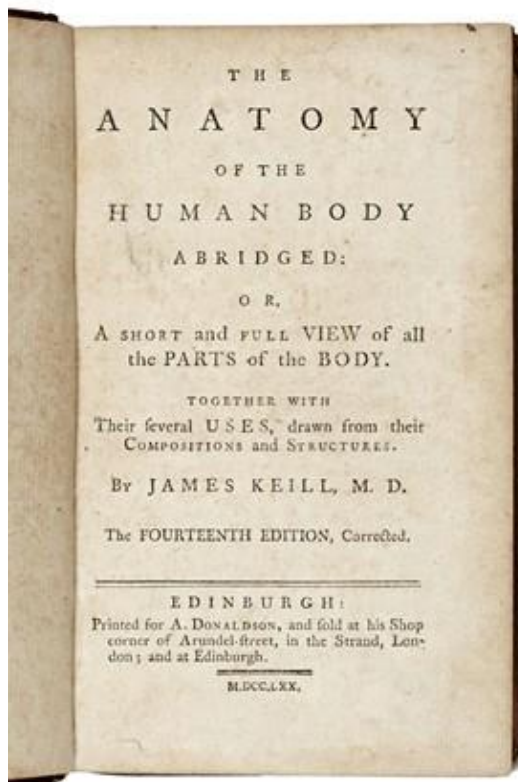 THE
ANATOMY
OF THE
HUMAN BODY
ABRIDGED:
OR,
A SHORT and FULL VIEW of all
the PARTS of the BODY.
TOGETHER WITH
Their ſeveral USES, drawn from their
COMPOSITIONS and STRUCTURES.
By JAMES KEILL, M. D.
The FOURTEENTH EDITION, Corrected.
EDINBURGH:
Printed for A. DONALDSON, and ſold at his Shop
corner of Arundel-ſtreet, in the Strand, Lon-
don; and at Edinburgh.
M.DCC.LXX.